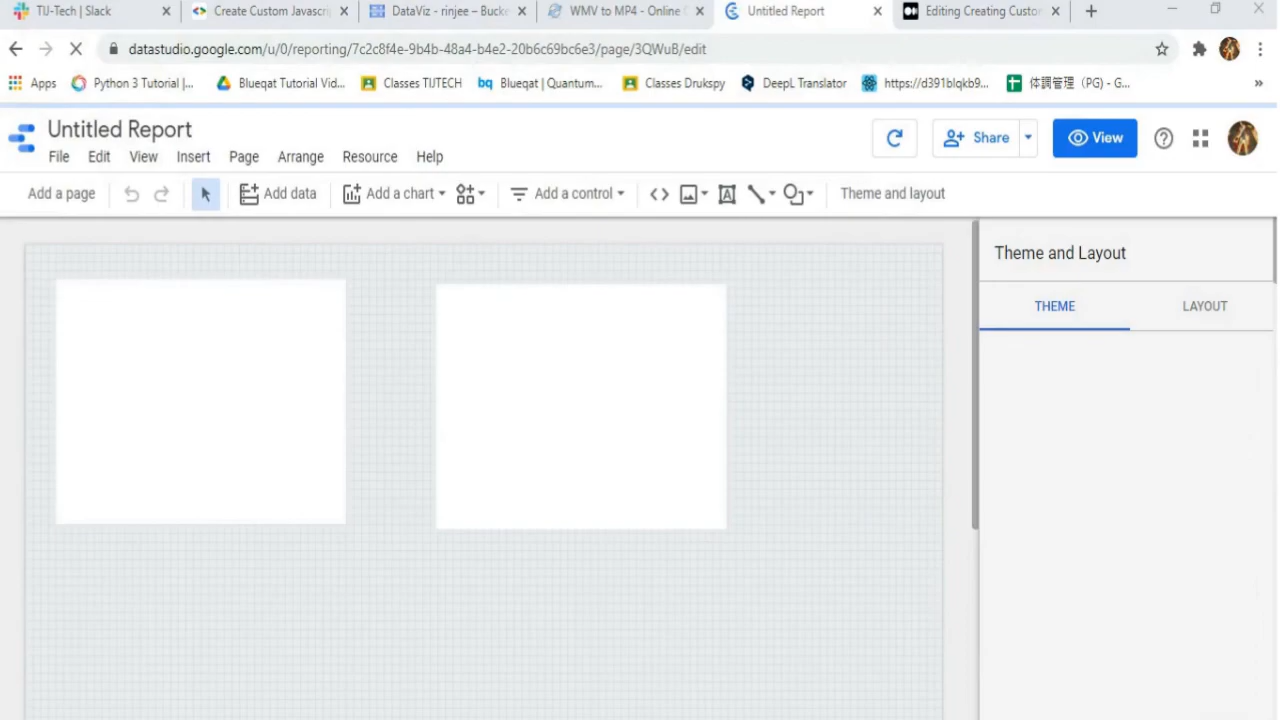 TIJ-Tech | Slack
Create Custom Javascri
DataViz - rinjee – Bucke
WMV to MP4 - Online C
Untitled Report
Editing Creating Custo
datastudio.google.com/u/0/reporting/7c2c8f4e-9b4b-48a4-b4e2-20b6c69bc6e3/page/3QWuB/edit
Apps
Python 3 Tutorial |...
Blueqat Tutorial Vid...
Classes TIJTECH
bq Blueqat | Quantum...
Classes Drukspy
DeepL Translator
https://d391blqkb9...
体調管理（PG) - G...
»
Untitled Report
Share
View
File Edit View Insert Page Arrange Resource Help
Add a page
Add data
Add a chart
Add a control
Theme and layout
Theme and Layout
THEME
LAYOUT